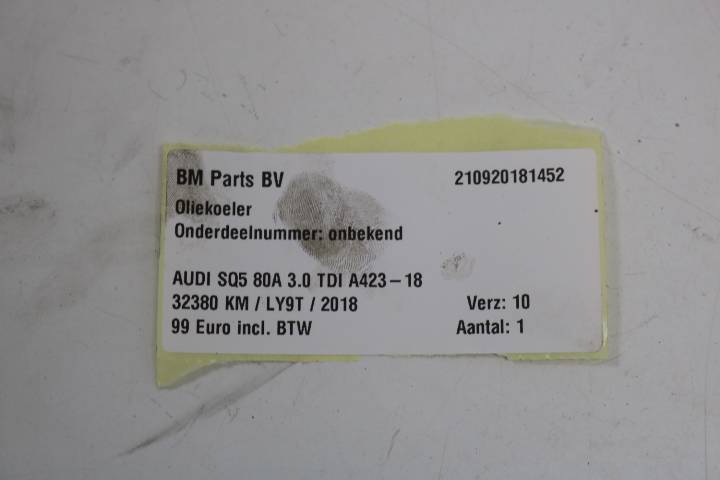 BM Parts BV 210920181452
Oliekoeler
Onderdeelnummer: onbekend
AUDI SQ5 80A 3.0 TDI A423-18
32380 KM / LY9T / 2018 Verz: 10
99 Euro incl. BTW Aantal: 1